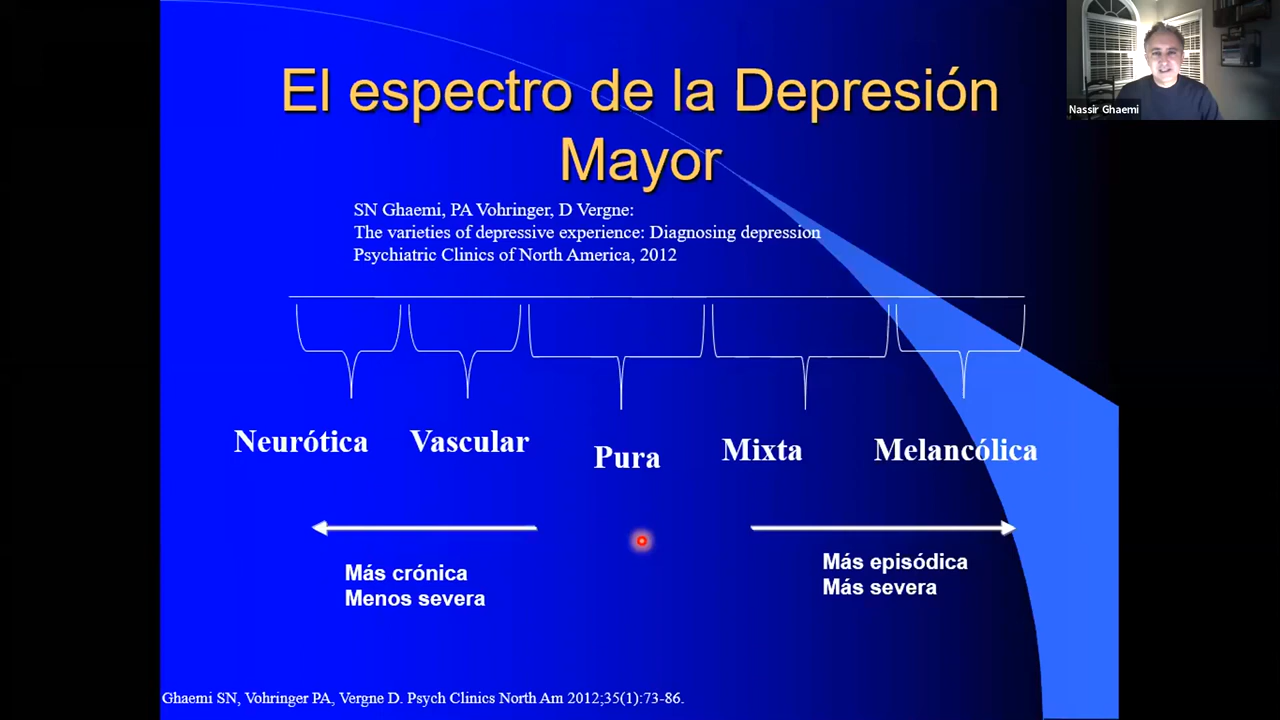 El espectro de la Depresión
Mayor
Nassir Ghaemi
SN Ghaemi, PA Vohringer, D Vergne:
The varieties of depressive experience: Diagnosing depression
Psychiatric Clinics of North America, 2012
Neurótica
Vascular
Pura
Mixta
Melancólica
Más crónica
Menos severa
Más episódica
Más severa
Ghaemi SN, Vohringer PA, Vergne D. Psych Clinics North Am 2012;35(1):73-86.